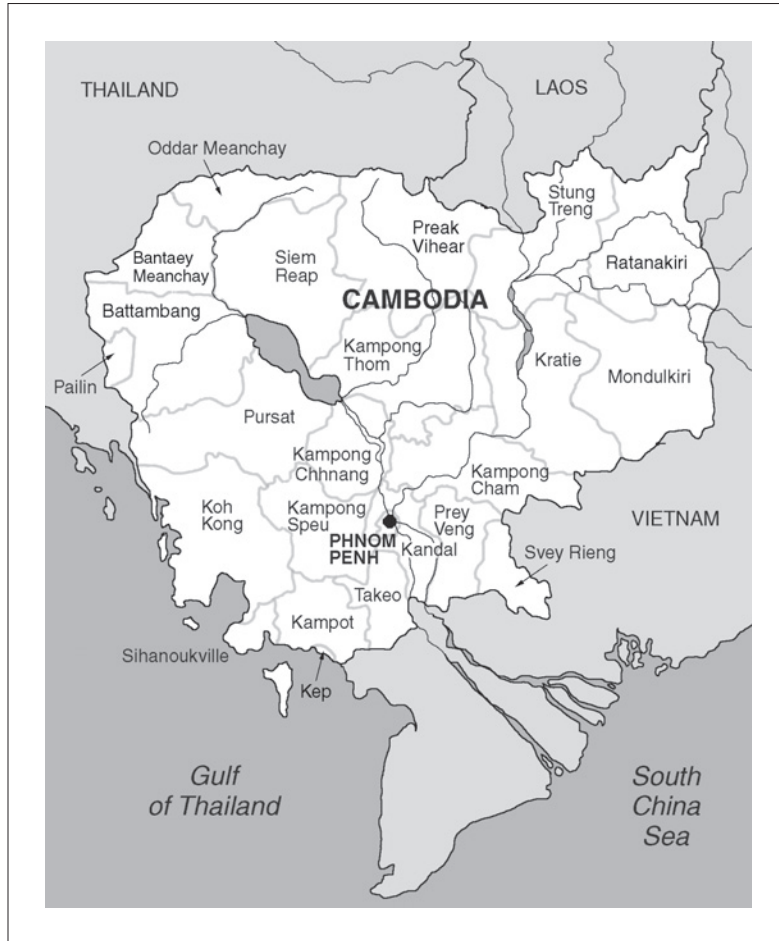 THAILAND
LAOS
Oddar Meanchay
Stung
Treng
Preak
Vihear
Bantaey
Meanchay
Siem
Reap
Ratanakiri
CAMBODIA
Battambang
Kampong
Thom
Kratie
Pailin
Mondulkiri
Pursat
Kampong
Chhnang
Kampong
Cham
Koh
Kong
Kampong
Speu
Prey
Veng
VIETNAM
PHNOM
PENH
Kandal
Svey Rieng
Takeo
Kampot
Sihanoukville
Kep
Gulf
of Thailand
South
China
Sea